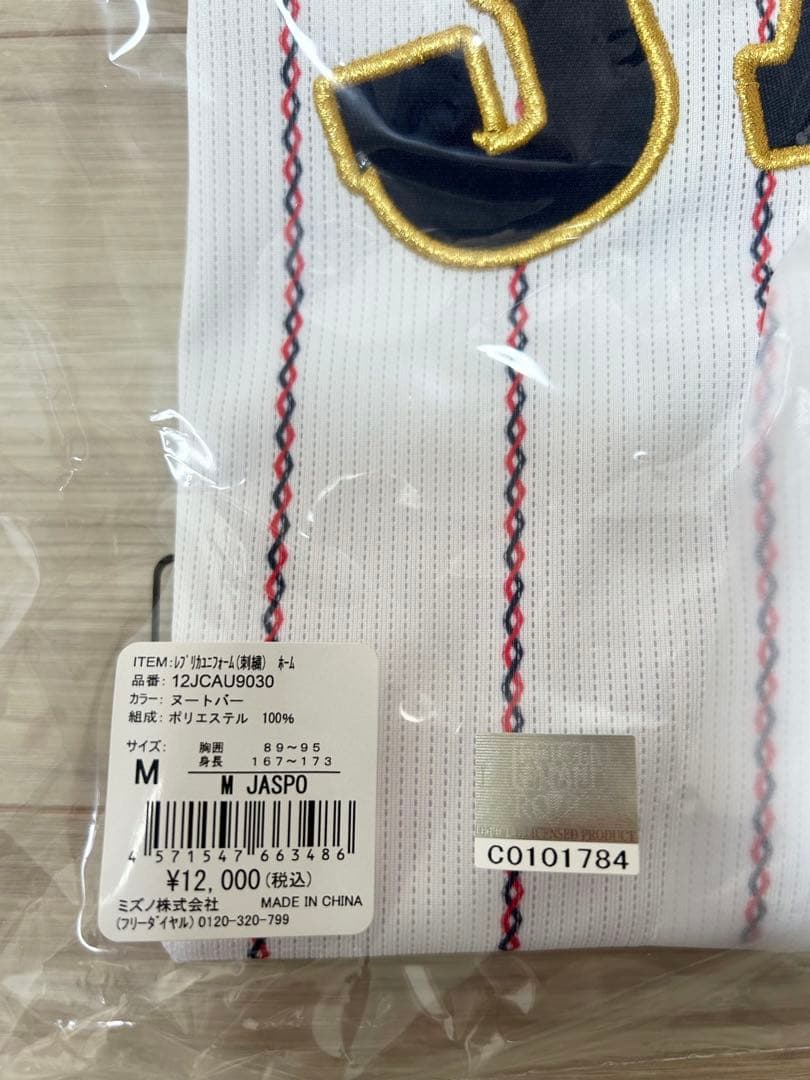 ITEM:ﾚﾌﾟﾘｶﾕﾆﾌｫｰﾑ(刺繍) ﾎｰﾑ
品番: 12JCAU9030
カラー: ヌートバー
組成: ポリエステル 100%
サイズ: 胸囲 89～95
M 身長 167～173
M JASPO
4 571547 663486
¥12,000(税込)
ミズノ株式会社 MADE IN CHINA
(フリーダイヤル) 0120-320-799
LICENSED PRODUCT
C0101784